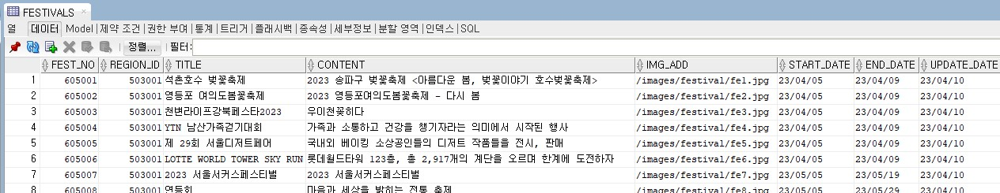 FESTIVALS
열 데이터 Model 제약 조건 권한 부여 통계 트리거 플래시백 종속성 세부정보 분할 영역 인덱스 SQL
정렬... 필터:
FEST_NO REGION_ID TITLE CONTENT IMG_ADD START_DATE END_DATE UPDATE_DATE
1 605001 503001 석촌호수 벚꽃축제 2023 송파구 벚꽃축제 <아름다운 봄, 벚꽃이야기 호수벚꽃축제> /images/festival/fe1.jpg 23/04/05 23/04/09 23/04/10
2 605002 503001 영등포 여의도봄꽃축제 2023 영등포여의도봄꽃축제 - 다시 봄 /images/festival/fe2.jpg 23/04/05 23/04/09 23/04/10
3 605003 503001 천변라이프강북페스타2023 우이천꽂히다 /images/festival/fe3.jpg 23/04/05 23/04/09 23/04/10
4 605004 503001 YTN 남산가족걷기대회 가족과 소통하고 건강을 챙기자라는 의미에서 시작된 행사 /images/festival/fe4.jpg 23/04/05 23/04/09 23/04/10
5 605005 503001 제 29회 서울디저트페어 국내외 베이킹 소상공인들의 디저트 작품들을 전시, 판매 /images/festival/fe5.jpg 23/04/05 23/04/09 23/04/10
6 605006 503001 LOTTE WORLD TOWER SKY RUN 롯데월드타워 123층, 총 2,917개의 계단을 오르며 한계에 도전하자 /images/festival/fe6.jpg 23/04/05 23/04/09 23/04/10
7 605007 503001 2023 서울서커스페스티벌 2023 서울서커스페스티벌 /images/festival/fe7.jpg 23/05/05 23/05/19 23/04/10
8 605008 503001 연등회 마음과 세상을 밝히는 전통 축제 /images/festival/fe8.jpg 23/05/05 23/05/29 23/04/10